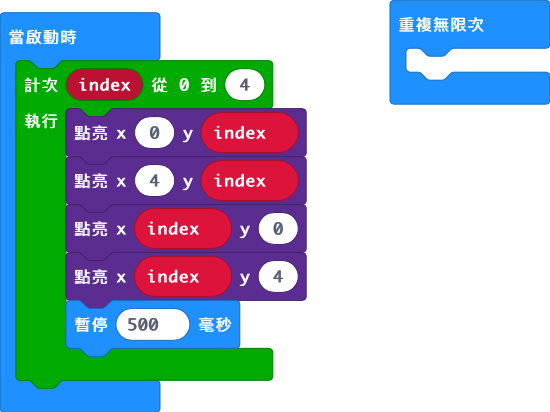 當啟動時
計次 index 從 0 到 4
執行
點亮 x 0 y index
點亮 x 4 y index
點亮 x index y 0
點亮 x index y 4
暫停 500 毫秒
重複無限次